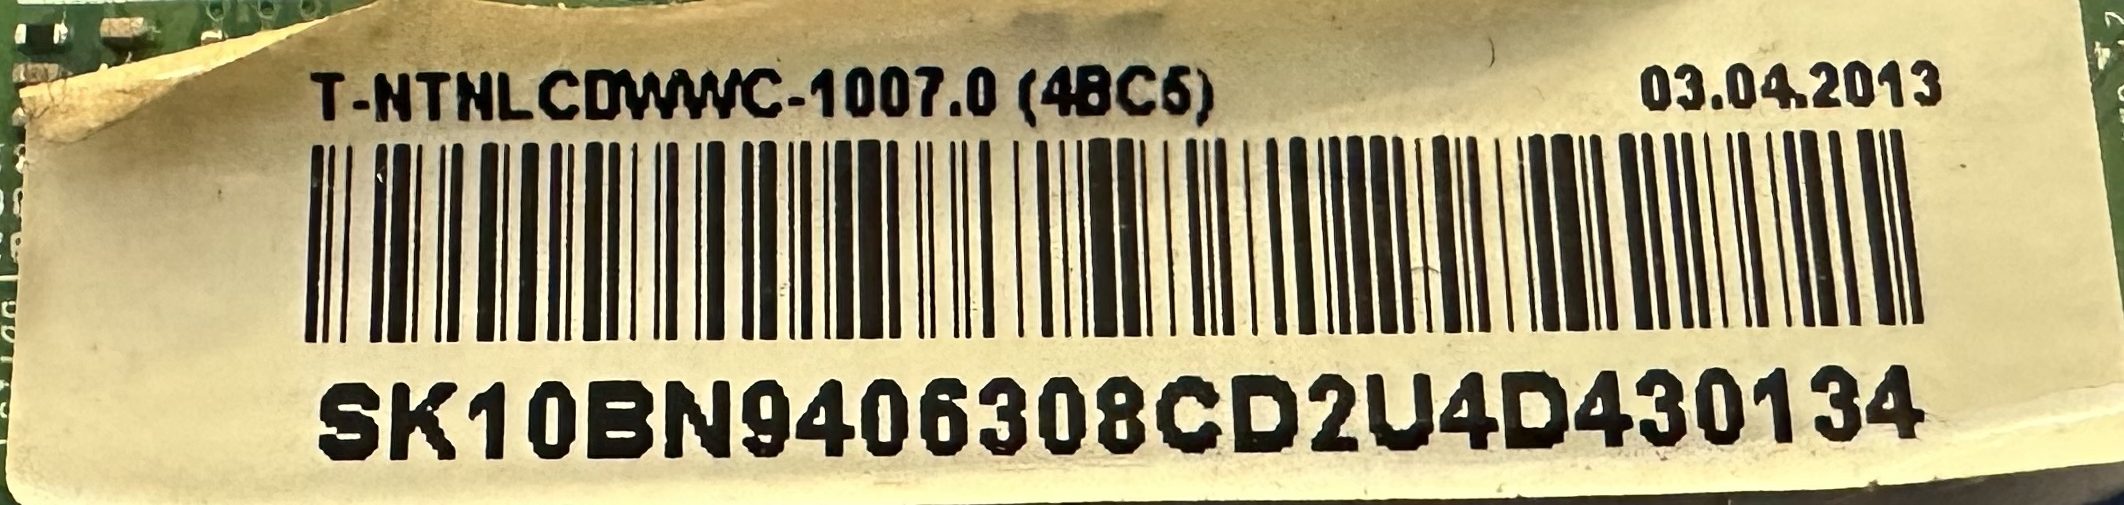 T-NTNLCDWWC-1007.0 (4BC5) 03.04.2013
SK10BN9406308CD2U4D430134